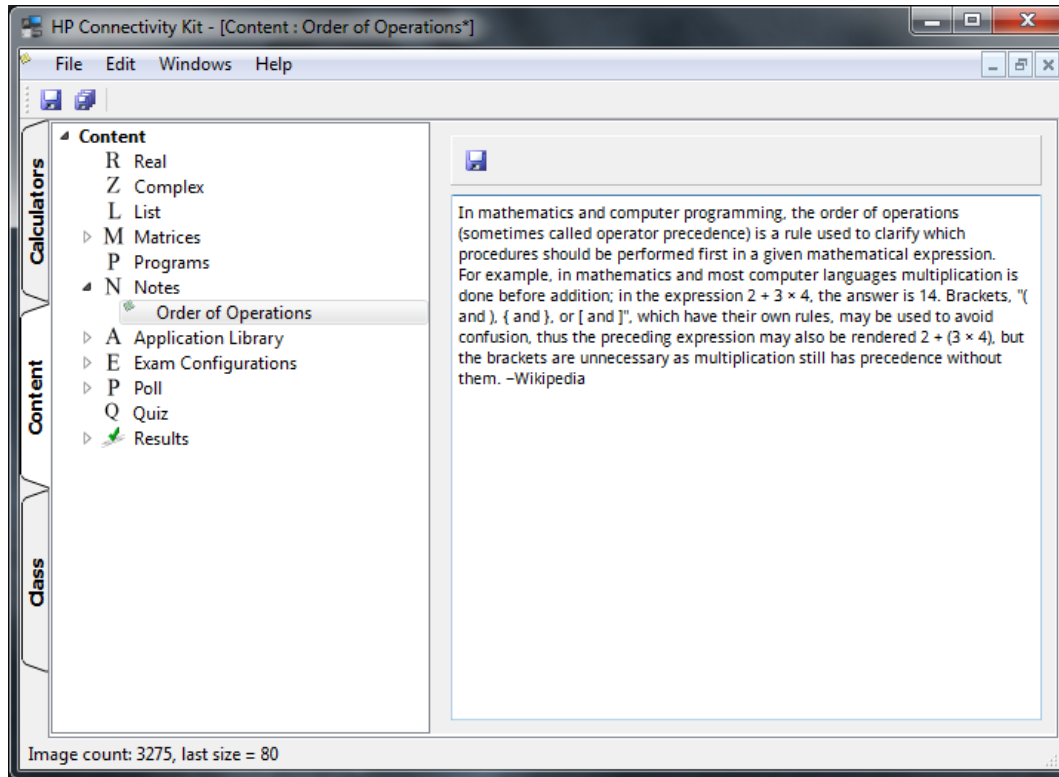 HP Connectivity Kit - [Content : Order of Operations*]
File Edit Windows Help
Calculators
Content
Class
Content
R Real
Z Complex
L List
M Matrices
P Programs
N Notes
Order of Operations
A Application Library
E Exam Configurations
P Poll
Q Quiz
Results
In mathematics and computer programming, the order of operations
(sometimes called operator precedence) is a rule used to clarify which
procedures should be performed first in a given mathematical expression.
For example, in mathematics and most computer languages multiplication is
done before addition; in the expression 2 + 3 × 4, the answer is 14. Brackets, "(
and ), { and }, or [ and ]", which have their own rules, may be used to avoid
confusion, thus the preceding expression may also be rendered 2 + (3 × 4), but
the brackets are unnecessary as multiplication still has precedence without
them. –Wikipedia
Image count: 3275, last size = 80